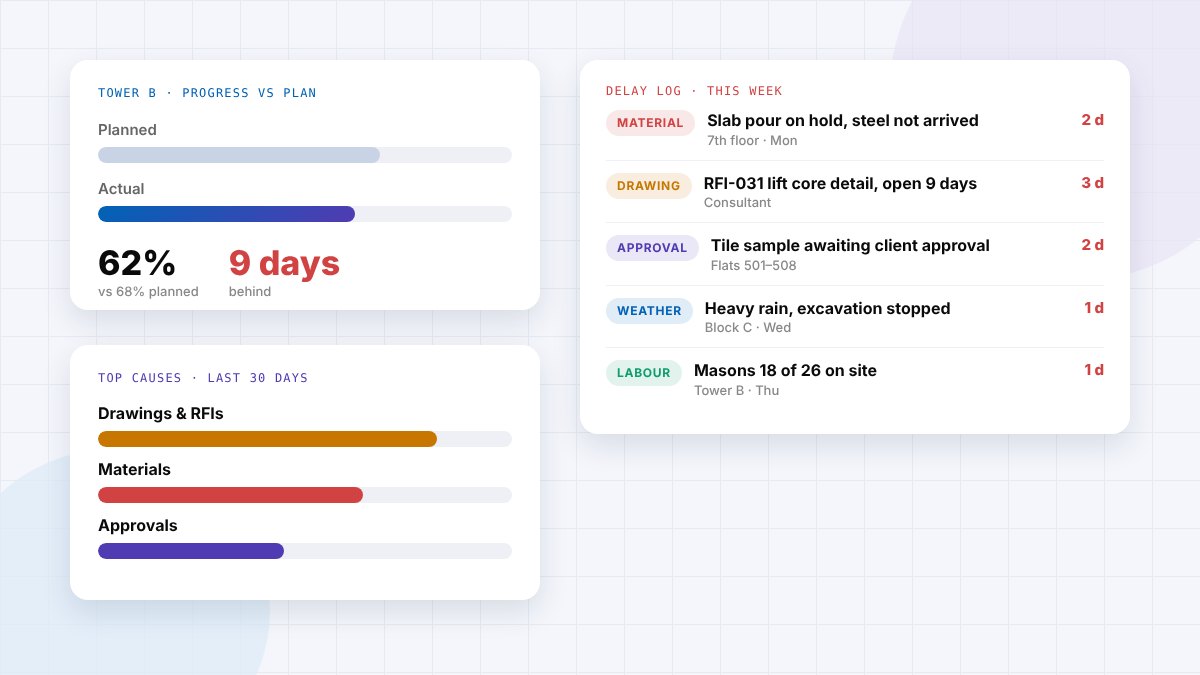 TOWER B · PROGRESS VS PLAN
Planned
Actual
62%
vs 68% planned
9 days
behind
TOP CAUSES · LAST 30 DAYS
Drawings & RFIs
Materials
Approvals
DELAY LOG · THIS WEEK
MATERIAL
Slab pour on hold, steel not arrived
7th floor · Mon
2 d
DRAWING
RFI-031 lift core detail, open 9 days
Consultant
3 d
APPROVAL
Tile sample awaiting client approval
Flats 501–508
2 d
WEATHER
Heavy rain, excavation stopped
Block C · Wed
1 d
LABOUR
Masons 18 of 26 on site
Tower B · Thu
1 d